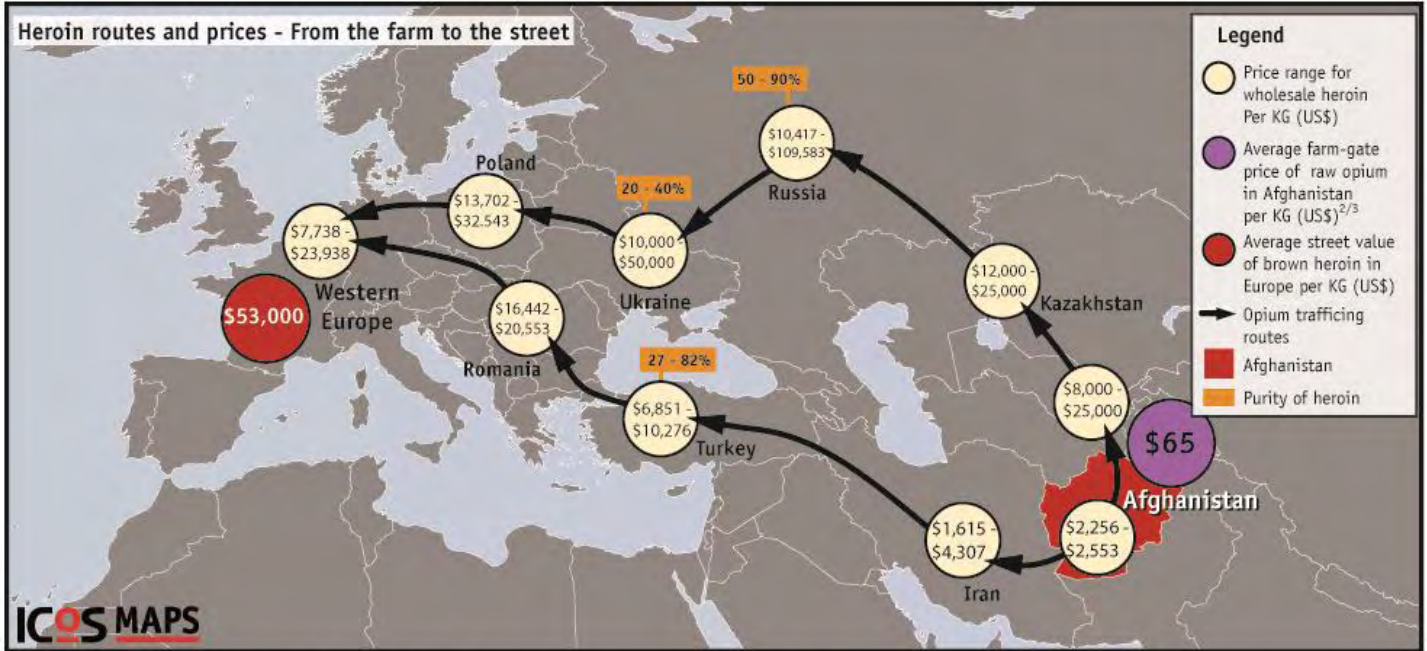 Heroin routes and prices - From the farm to the street
Legend
Price range for
wholesale heroin
Per KG (US$)
Average farm-gate
price of raw opium
in Afghanistan
per KG (US$)2/3
Average street value
of brown heroin in
Europe per KG (US$)
Opium trafficing
routes
Afghanistan
Purity of heroin
50 - 90%
$10,417 -
$109,583
Russia
Poland
$13,702 -
$32.543
20 - 40%
$10,000 -
$50,000
Ukraine
$7,738 -
$23,938
Western
Europe
$53,000
$16,442 -
$20,553
Romania
27 - 82%
$6,851 -
$10,276
Turkey
$12,000 -
$25,000
Kazakhstan
$8,000 -
$25,000
$65
Afghanistan
$2,256 -
$2,553
$1,615 -
$4,307
Iran
ICOS MAPS